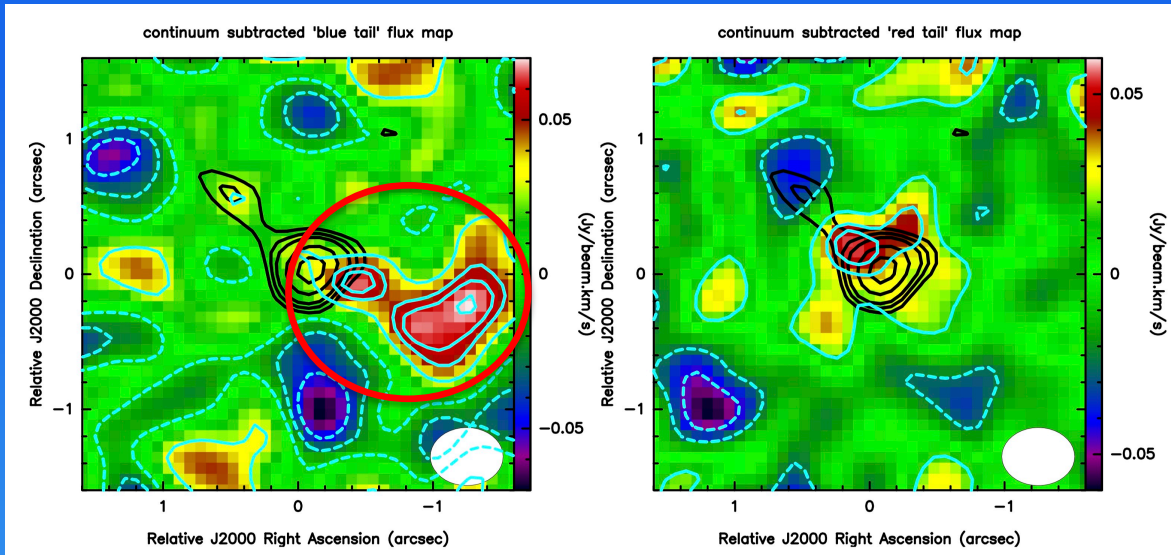 continuum subtracted 'blue tail' flux map
Relative J2000 Declination (arcsec)
1
0
−1
1
0
−1
Relative J2000 Right Ascension (arcsec)
0.05
0
−0.05
(Jy/beam.km/s)
continuum subtracted 'red tail' flux map
Relative J2000 Declination (arcsec)
1
0
−1
1
0
−1
Relative J2000 Right Ascension (arcsec)
0.05
0
−0.05
(Jy/beam.km/s)